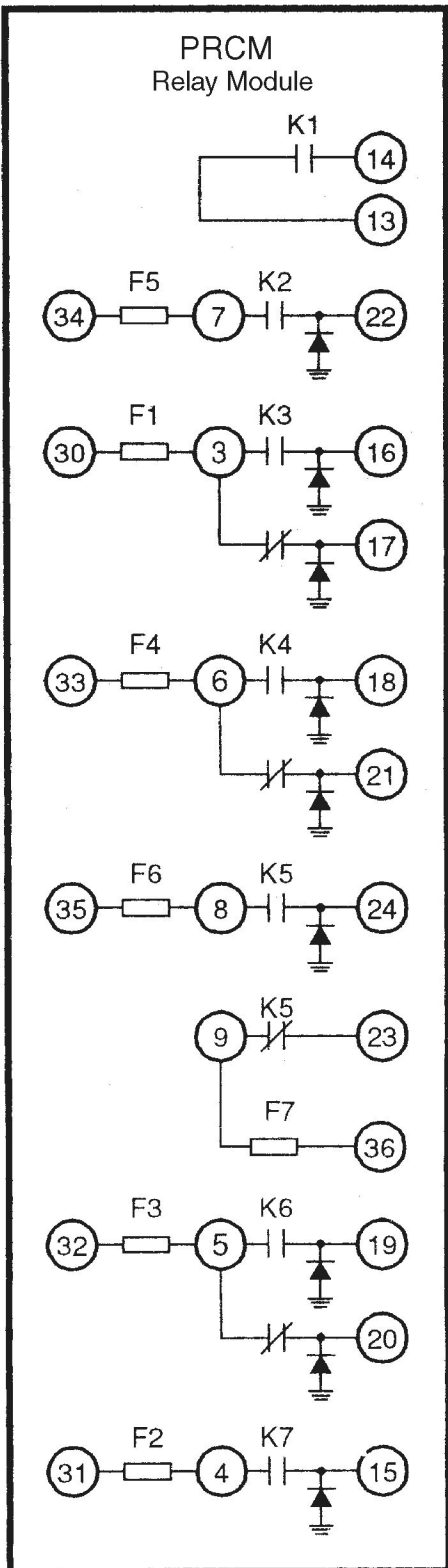 PRCM
Relay Module
K1
14
13
F5 K2
34 7 22
F1 K3
30 3 16
17
F4 K4
33 6 18
21
F6 K5
35 8 24
K5
9 23
F7
36
F3 K6
32 5 19
20
F2 K7
31 4 15